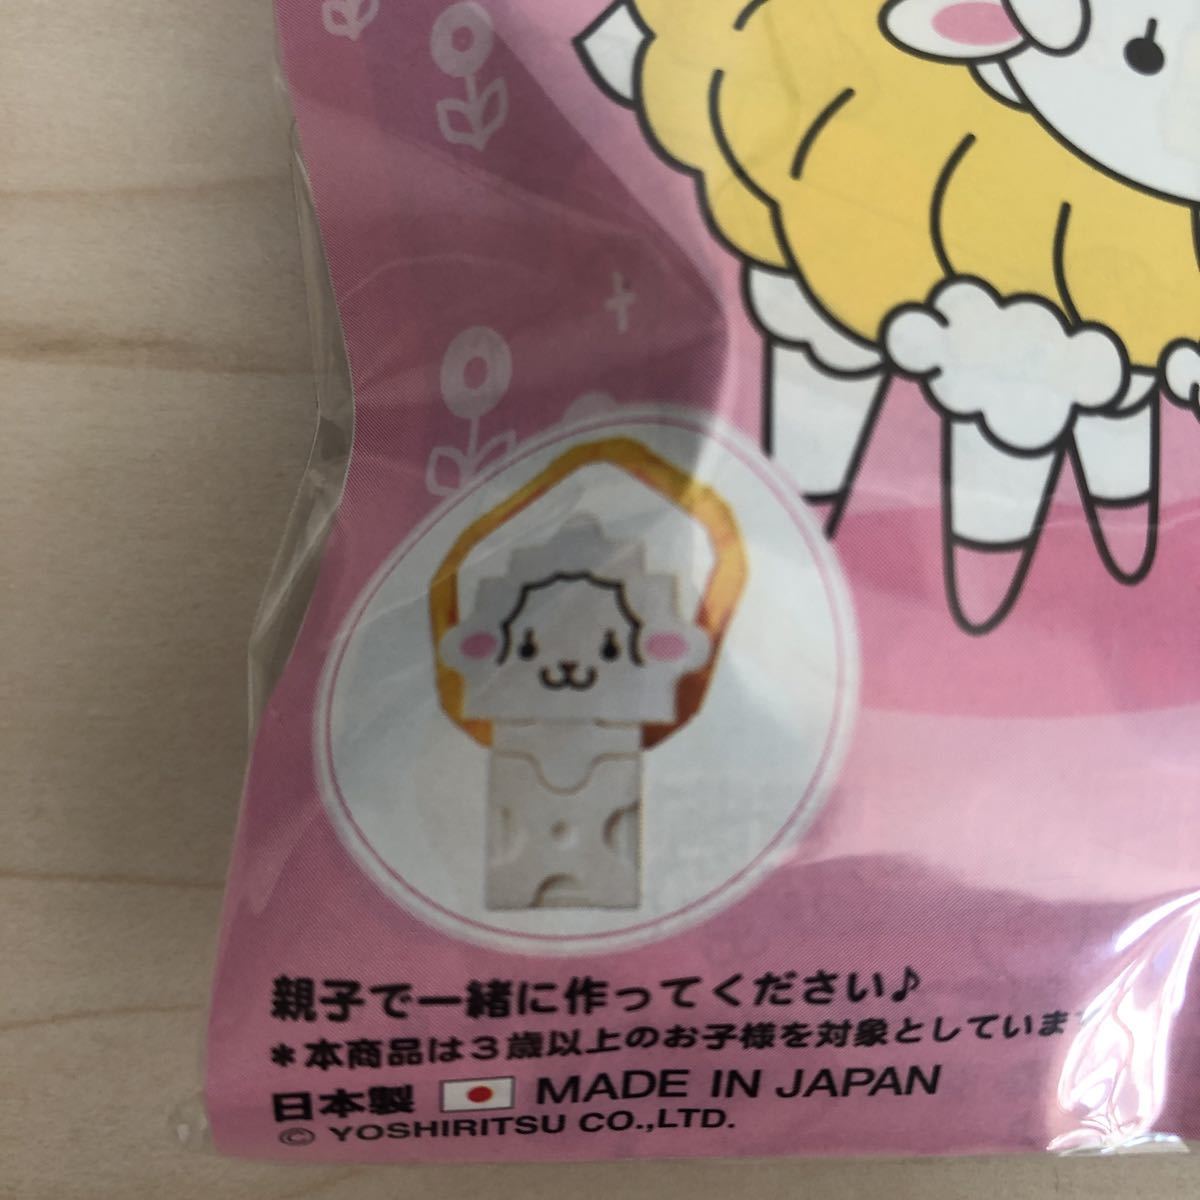 親子で一緒に作ってください♪
＊本商品は３歳以上のお子様を対象としていま
日本製 MADE IN JAPAN
© YOSHIRITSU CO.,LTD.